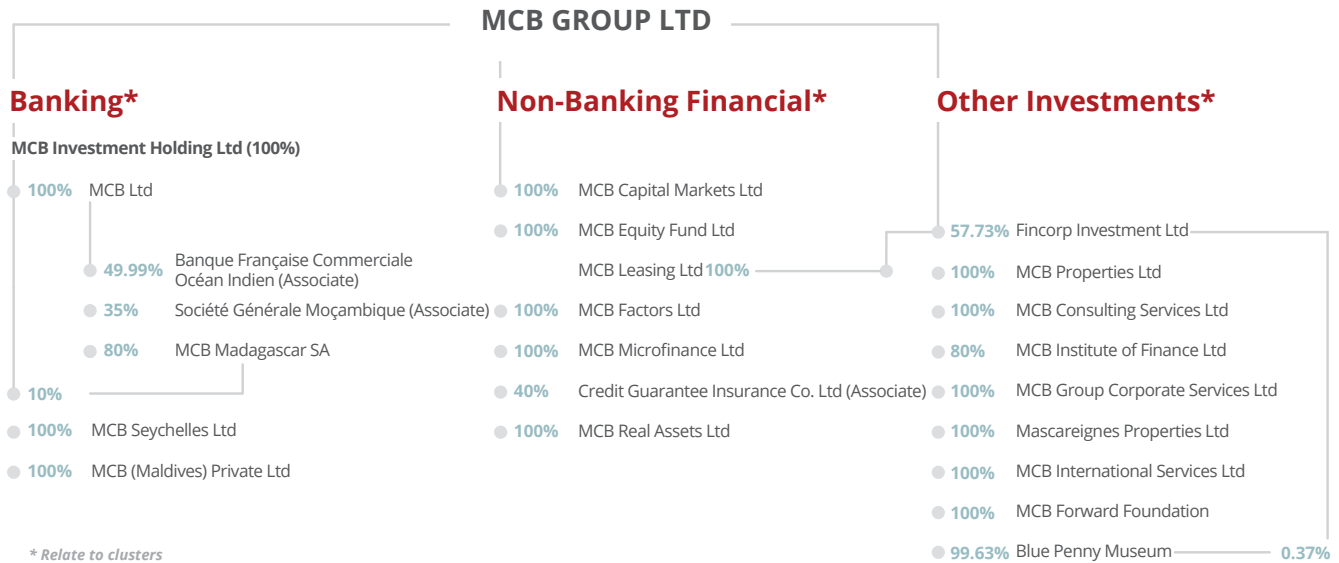 MCB GROUP LTD
Banking*
MCB Investment Holding Ltd (100%)
100% MCB Ltd
49.99% Banque Française Commerciale
Océan Indien (Associate)
35% Société Générale Moçambique (Associate)
80% MCB Madagascar SA
10%
100% MCB Seychelles Ltd
100% MCB (Maldives) Private Ltd
Non-Banking Financial*
100% MCB Capital Markets Ltd
100% MCB Equity Fund Ltd
MCB Leasing Ltd 100%
100% MCB Factors Ltd
100% MCB Microfinance Ltd
40% Credit Guarantee Insurance Co. Ltd (Associate)
100% MCB Real Assets Ltd
Other Investments*
57.73% Fincorp Investment Ltd
100% MCB Properties Ltd
100% MCB Consulting Services Ltd
80% MCB Institute of Finance Ltd
100% MCB Group Corporate Services Ltd
100% Mascareignes Properties Ltd
100% MCB International Services Ltd
100% MCB Forward Foundation
99.63% Blue Penny Museum 0.37%
* Relate to clusters